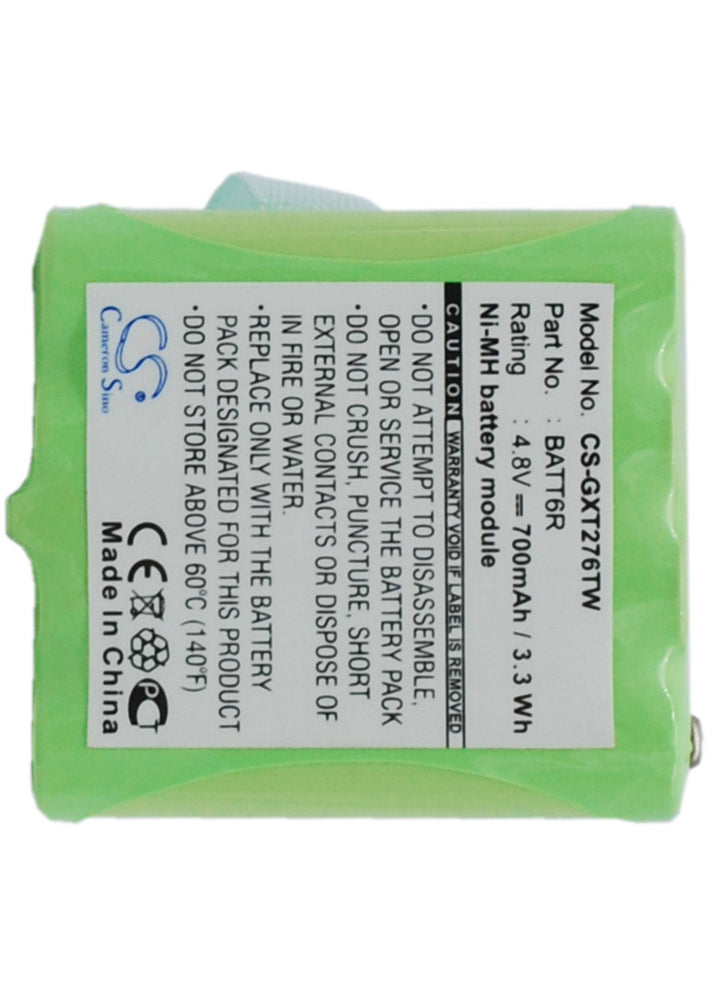 Model No. CS-GXT276TW
Part No. : BATT6R
Rating : 4.8V⎓700mAh / 3.3 Wh
Ni-MH battery module
CAUTION WARRANTY VOID IF LABEL IS REMOVED
•DO NOT ATTEMPT TO DISASSEMBLE,
OPEN OR SERVICE THE BATTERY PACK
•DO NOT CRUSH, PUNCTURE, SHORT
EXTERNAL CONTACTS OR DISPOSE OF
IN FIRE OR WATER.
•REPLACE ONLY WITH THE BATTERY
PACK DESIGNATED FOR THIS DEVICE
•DO NOT STORE ABOVE 60°C (140°F)
CS
Cameron Sino
PCT
Made In China